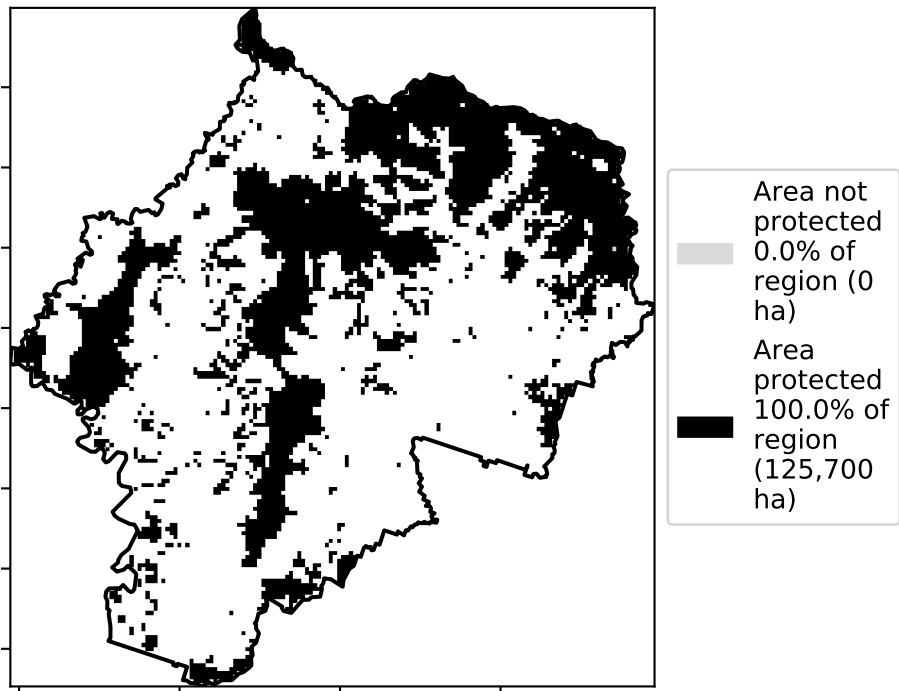 Area not
protected
0.0% of
region (0
ha)
Area
protected
100.0% of
region
(125,700
ha)